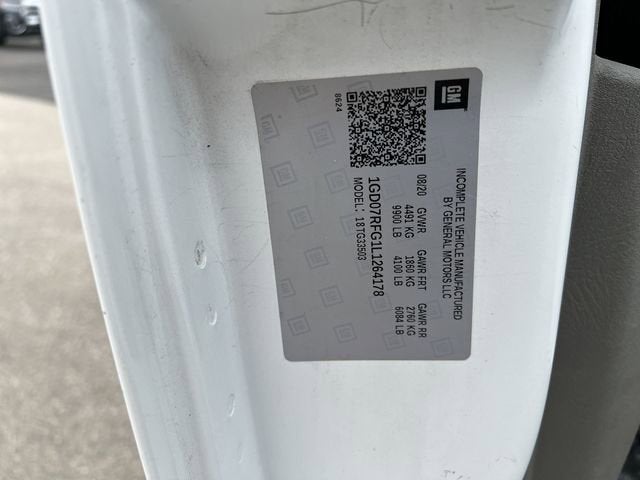 GM
INCOMPLETE VEHICLE MANUFACTURED
BY GENERAL MOTORS LLC
08/20 GVWR GAWR FRT GAWR RR
4491 KG 1860 KG 2760 KG
9900 LB 4100 LB 6084 LB
1GD07RFG1L1264178
MODEL: 18TG33503
8624